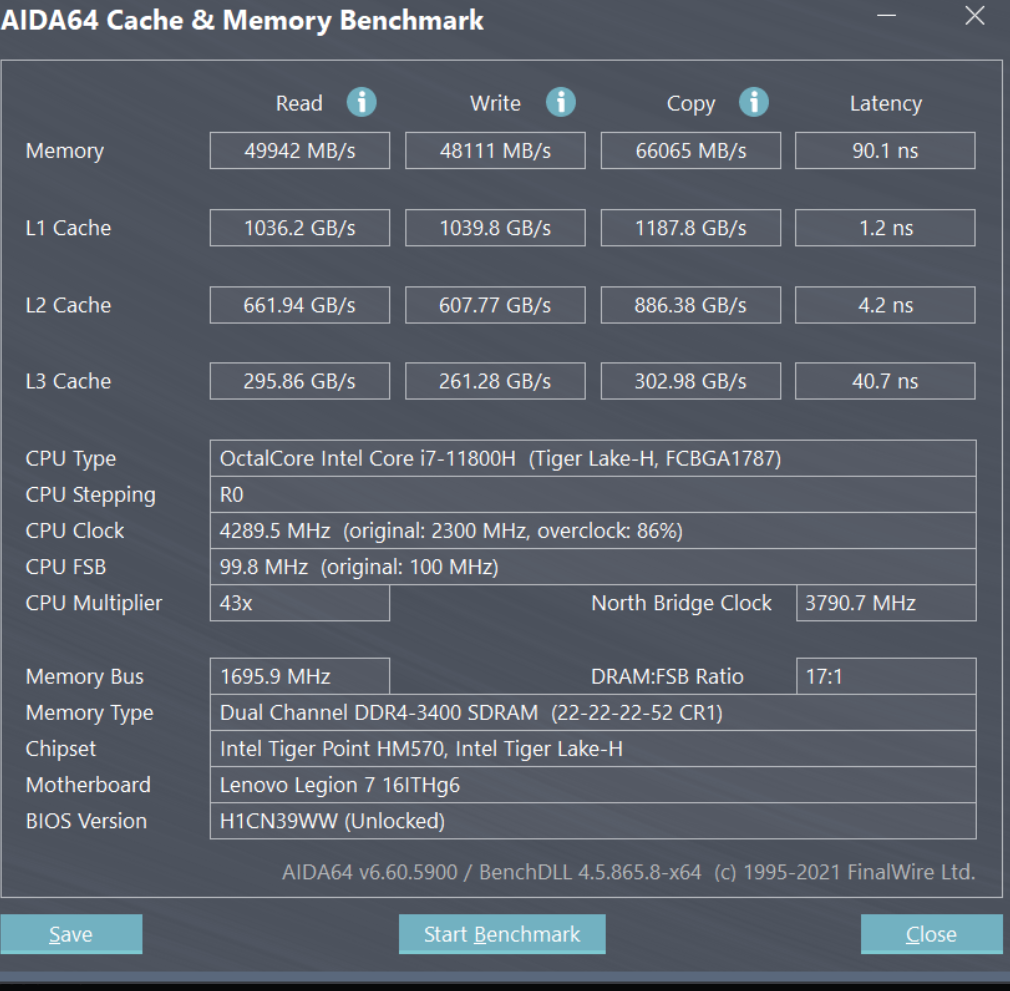 AIDA64 Cache & Memory Benchmark
Read Write Copy Latency
Memory 49942 MB/s 48111 MB/s 66065 MB/s 90.1 ns
L1 Cache 1036.2 GB/s 1039.8 GB/s 1187.8 GB/s 1.2 ns
L2 Cache 661.94 GB/s 607.77 GB/s 886.38 GB/s 4.2 ns
L3 Cache 295.86 GB/s 261.28 GB/s 302.98 GB/s 40.7 ns
CPU Type OctalCore Intel Core i7-11800H (Tiger Lake-H, FCBGA1787)
CPU Stepping R0
CPU Clock 4289.5 MHz (original: 2300 MHz, overclock: 86%)
CPU FSB 99.8 MHz (original: 100 MHz)
CPU Multiplier 43x North Bridge Clock 3790.7 MHz
Memory Bus 1695.9 MHz DRAM:FSB Ratio 17:1
Memory Type Dual Channel DDR4-3400 SDRAM (22-22-22-52 CR1)
Chipset Intel Tiger Point HM570, Intel Tiger Lake-H
Motherboard Lenovo Legion 7 16ITHg6
BIOS Version H1CN39WW (Unlocked)
AIDA64 v6.60.5900 / BenchDLL 4.5.865.8-x64 (c) 1995-2021 FinalWire Ltd.
Save Start Benchmark Close